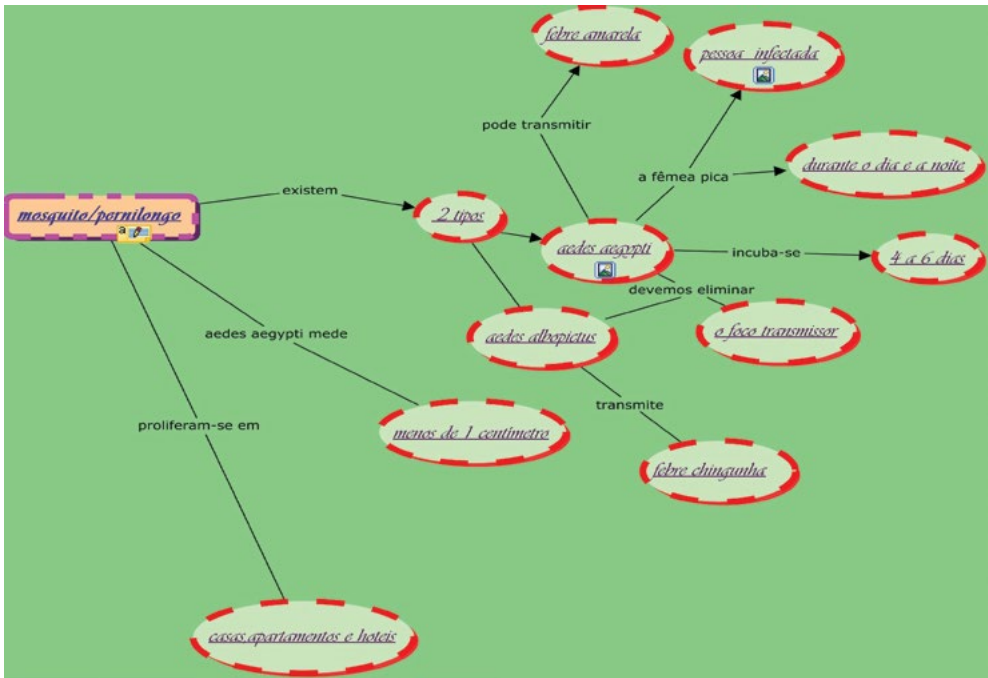 febre amarela
pessoa infectada
pode transmitir
a fêmea pica
durante o dia e a noite
existem
mosquito/pernilongo
a
2 tipos
aedes aegypti
incuba-se
4 a 6 dias
devemos eliminar
aedes albopictus
o foco transmissor
aedes aegypti mede
transmite
proliferam-se em
menos de 1 centímetro
febre chingunha
casas,apartamentos e hoteis